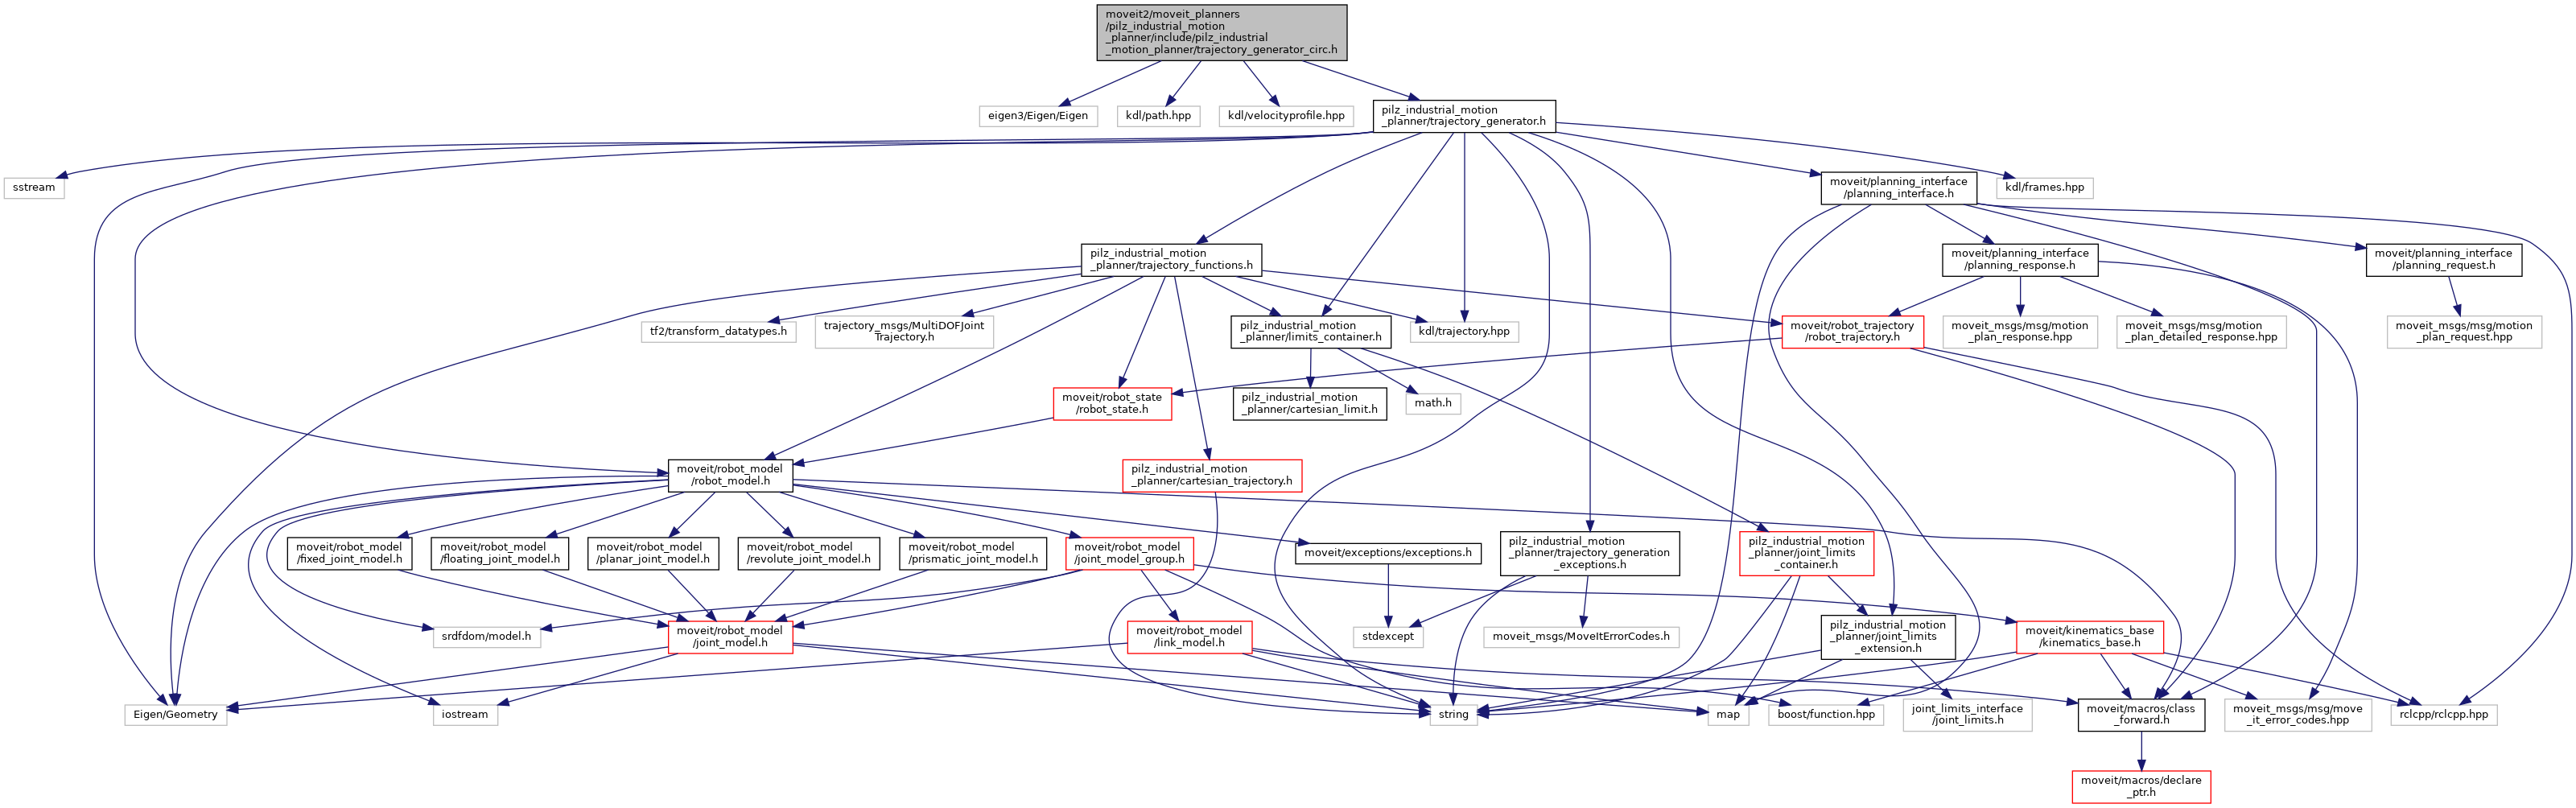 moveit2/moveit_planners
/pilz_industrial_motion
_planner/include/pilz_industrial
_motion_planner/trajectory_generator_circ.h
eigen3/Eigen/Eigen
kdl/path.hpp
kdl/velocityprofile.hpp
pilz_industrial_motion
_planner/trajectory_generator.h
sstream
moveit/planning_interface
/planning_interface.h
kdl/frames.hpp
pilz_industrial_motion
_planner/trajectory_functions.h
moveit/planning_interface
/planning_response.h
moveit/planning_interface
/planning_request.h
tf2/transform_datatypes.h
trajectory_msgs/MultiDOFJoint
Trajectory.h
pilz_industrial_motion
_planner/limits_container.h
kdl/trajectory.hpp
moveit/robot_trajectory
/robot_trajectory.h
moveit_msgs/msg/motion
_plan_response.hpp
moveit_msgs/msg/motion
_plan_detailed_response.hpp
moveit_msgs/msg/motion
_plan_request.hpp
moveit/robot_state
/robot_state.h
pilz_industrial_motion
_planner/cartesian_limit.h
math.h
moveit/robot_model
/robot_model.h
pilz_industrial_motion
_planner/cartesian_trajectory.h
moveit/robot_model
/fixed_joint_model.h
moveit/robot_model
/floating_joint_model.h
moveit/robot_model
/planar_joint_model.h
moveit/robot_model
/revolute_joint_model.h
moveit/robot_model
/prismatic_joint_model.h
moveit/robot_model
/joint_model_group.h
moveit/exceptions/exceptions.h
pilz_industrial_motion
_planner/trajectory_generation
_exceptions.h
pilz_industrial_motion
_planner/joint_limits
_container.h
srdfdom/model.h
moveit/robot_model
/joint_model.h
moveit/robot_model
/link_model.h
stdexcept
moveit_msgs/MoveItErrorCodes.h
pilz_industrial_motion
_planner/joint_limits
_extension.h
moveit/kinematics_base
/kinematics_base.h
Eigen/Geometry
iostream
string
map
boost/function.hpp
joint_limits_interface
/joint_limits.h
moveit/macros/class
_forward.h
moveit_msgs/msg/move
_it_error_codes.hpp
rclcpp/rclcpp.hpp
moveit/macros/declare
_ptr.h